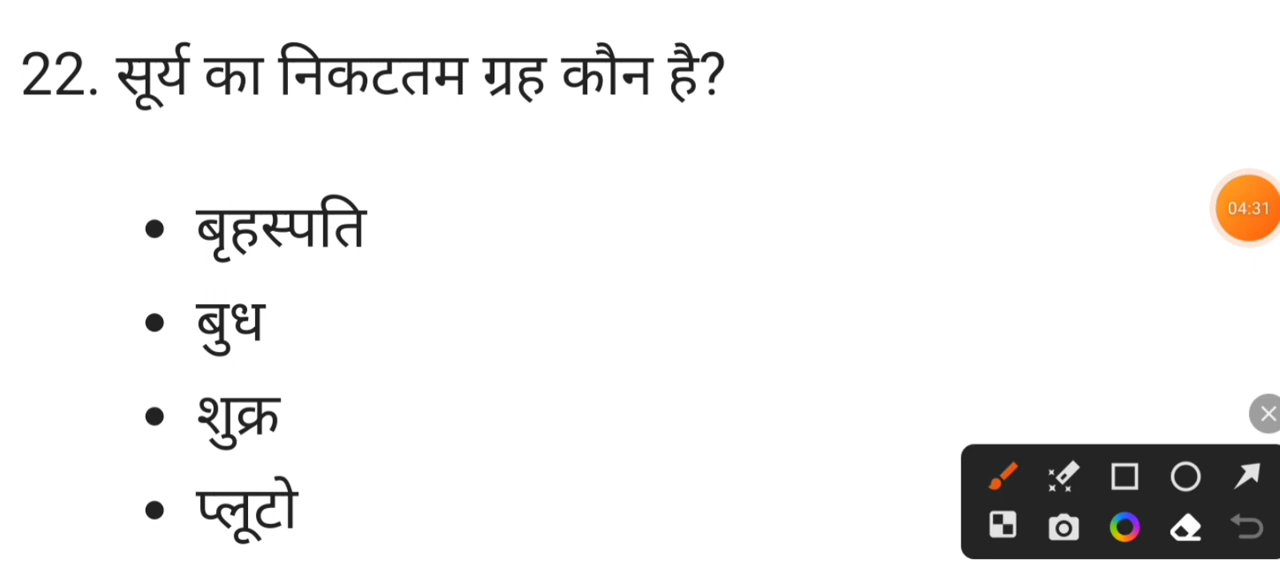 22. सूर्य का निकटतम ग्रह कौन है?
• बृहस्पति
04:31
• बुध
• शुक्र
• प्लूटो